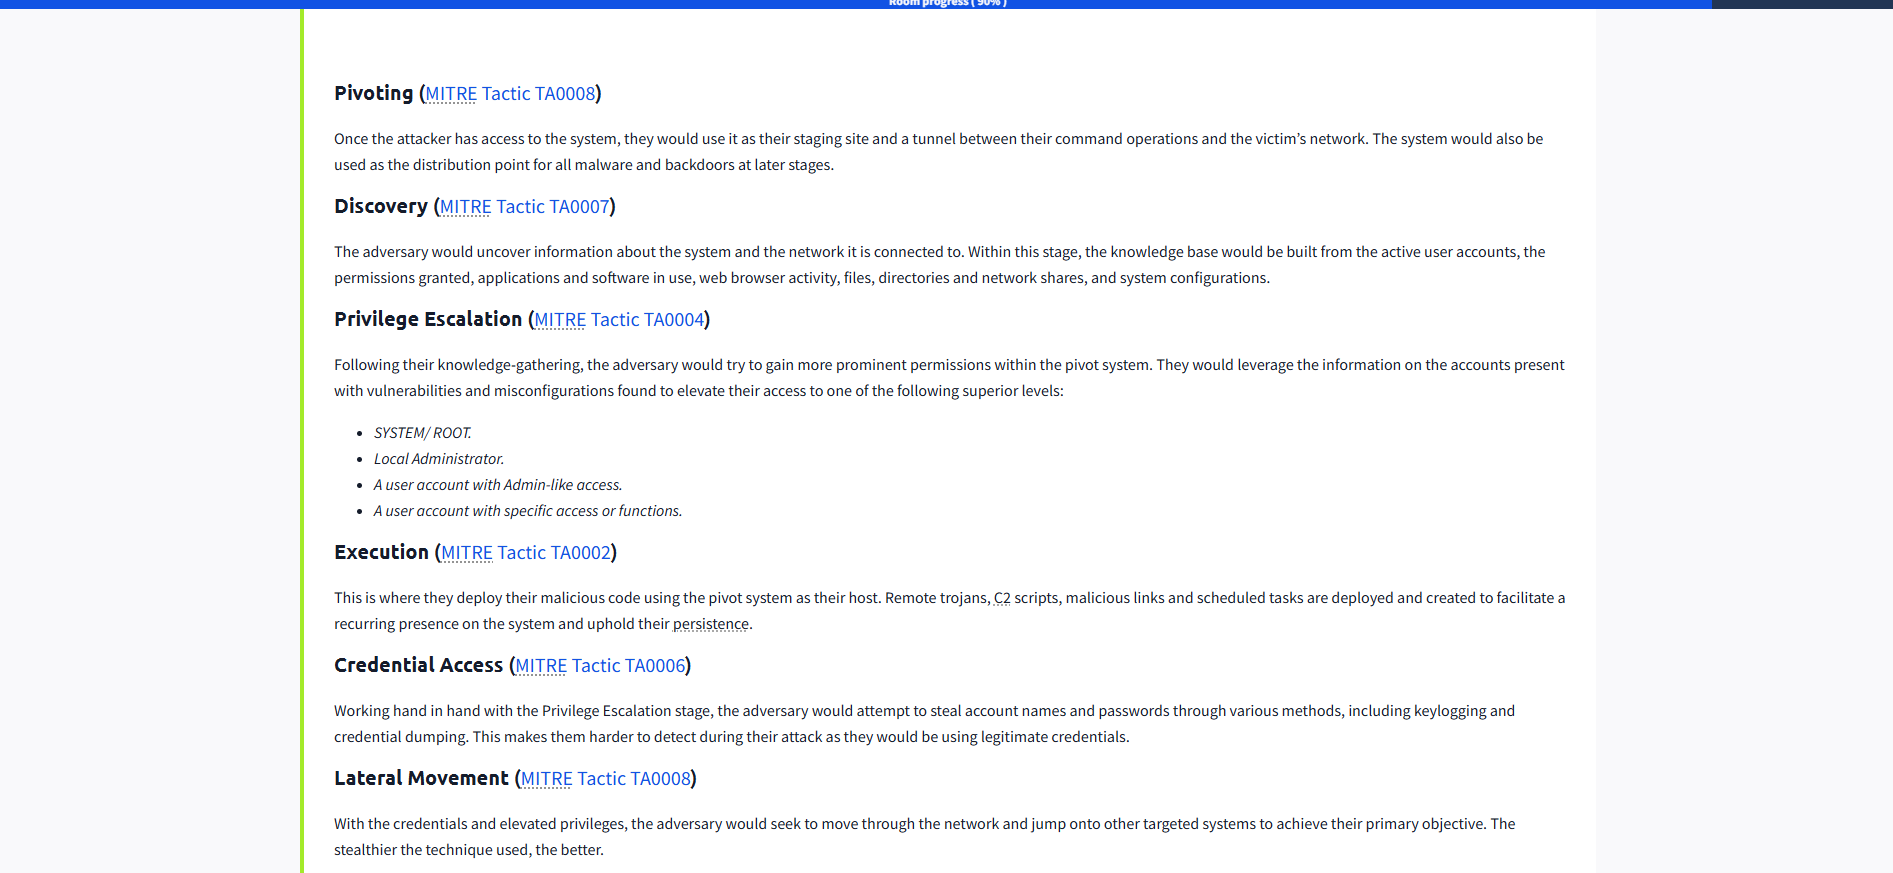 Room progress ( 90% )
Pivoting (MITRE Tactic TA0008)
Once the attacker has access to the system, they would use it as their staging site and a tunnel between their command operations and the victim’s network. The system would also be
used as the distribution point for all malware and backdoors at later stages.
Discovery (MITRE Tactic TA0007)
The adversary would uncover information about the system and the network it is connected to. Within this stage, the knowledge base would be built from the active user accounts, the
permissions granted, applications and software in use, web browser activity, files, directories and network shares, and system configurations.
Privilege Escalation (MITRE Tactic TA0004)
Following their knowledge-gathering, the adversary would try to gain more prominent permissions within the pivot system. They would leverage the information on the accounts present
with vulnerabilities and misconfigurations found to elevate their access to one of the following superior levels:
• SYSTEM/ ROOT.
• Local Administrator.
• A user account with Admin-like access.
• A user account with specific access or functions.
Execution (MITRE Tactic TA0002)
This is where they deploy their malicious code using the pivot system as their host. Remote trojans, C2 scripts, malicious links and scheduled tasks are deployed and created to facilitate a
recurring presence on the system and uphold their persistence.
Credential Access (MITRE Tactic TA0006)
Working hand in hand with the Privilege Escalation stage, the adversary would attempt to steal account names and passwords through various methods, including keylogging and
credential dumping. This makes them harder to detect during their attack as they would be using legitimate credentials.
Lateral Movement (MITRE Tactic TA0008)
With the credentials and elevated privileges, the adversary would seek to move through the network and jump onto other targeted systems to achieve their primary objective. The
stealthier the technique used, the better.